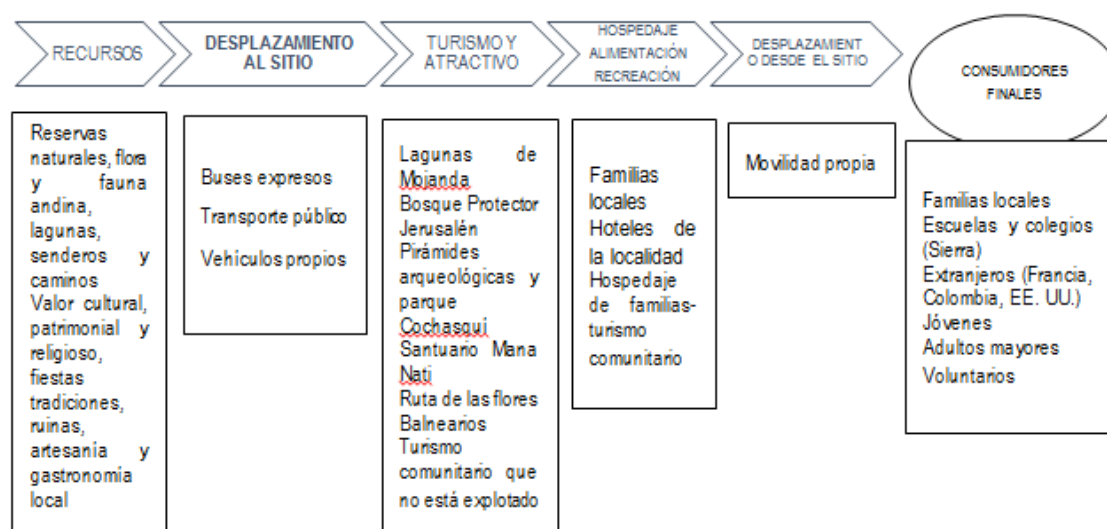 RECURSOS
DESPLAZAMIENTO
AL SITIO
TURISMO Y
ATRACTIVO
HOSPEDAJE
ALIMENTACIÓN
RECREACIÓN
DESPLAZAMIENT
O DESDE EL SITIO
CONSUMIDORES
FINALES
Reservas
naturales, flora
y fauna
andina,
lagunas,
senderos y
caminos
Valor cultural,
patrimonial y
religioso,
fiestas
tradiciones,
ruinas,
artesanía y
gastronomía
local
Buses expresos
Transporte público
Vehículos propios
Lagunas de
Mojanda
Bosque Protector
Jerusalén
Pirámides
arqueológicas y
parque
Cochasquí
Santuario Mana
Nati
Ruta de las flores
Balnearios
Turismo
comunitario que
no está explotado
Familias
locales
Hoteles de
la localidad
Hospedaje
de familias-
turismo
comunitario
Movilidad propia
Familias locales
Escuelas y colegios
(Sierra)
Extranjeros (Francia,
Colombia, EE. UU.)
Jóvenes
Adultos mayores
Voluntarios